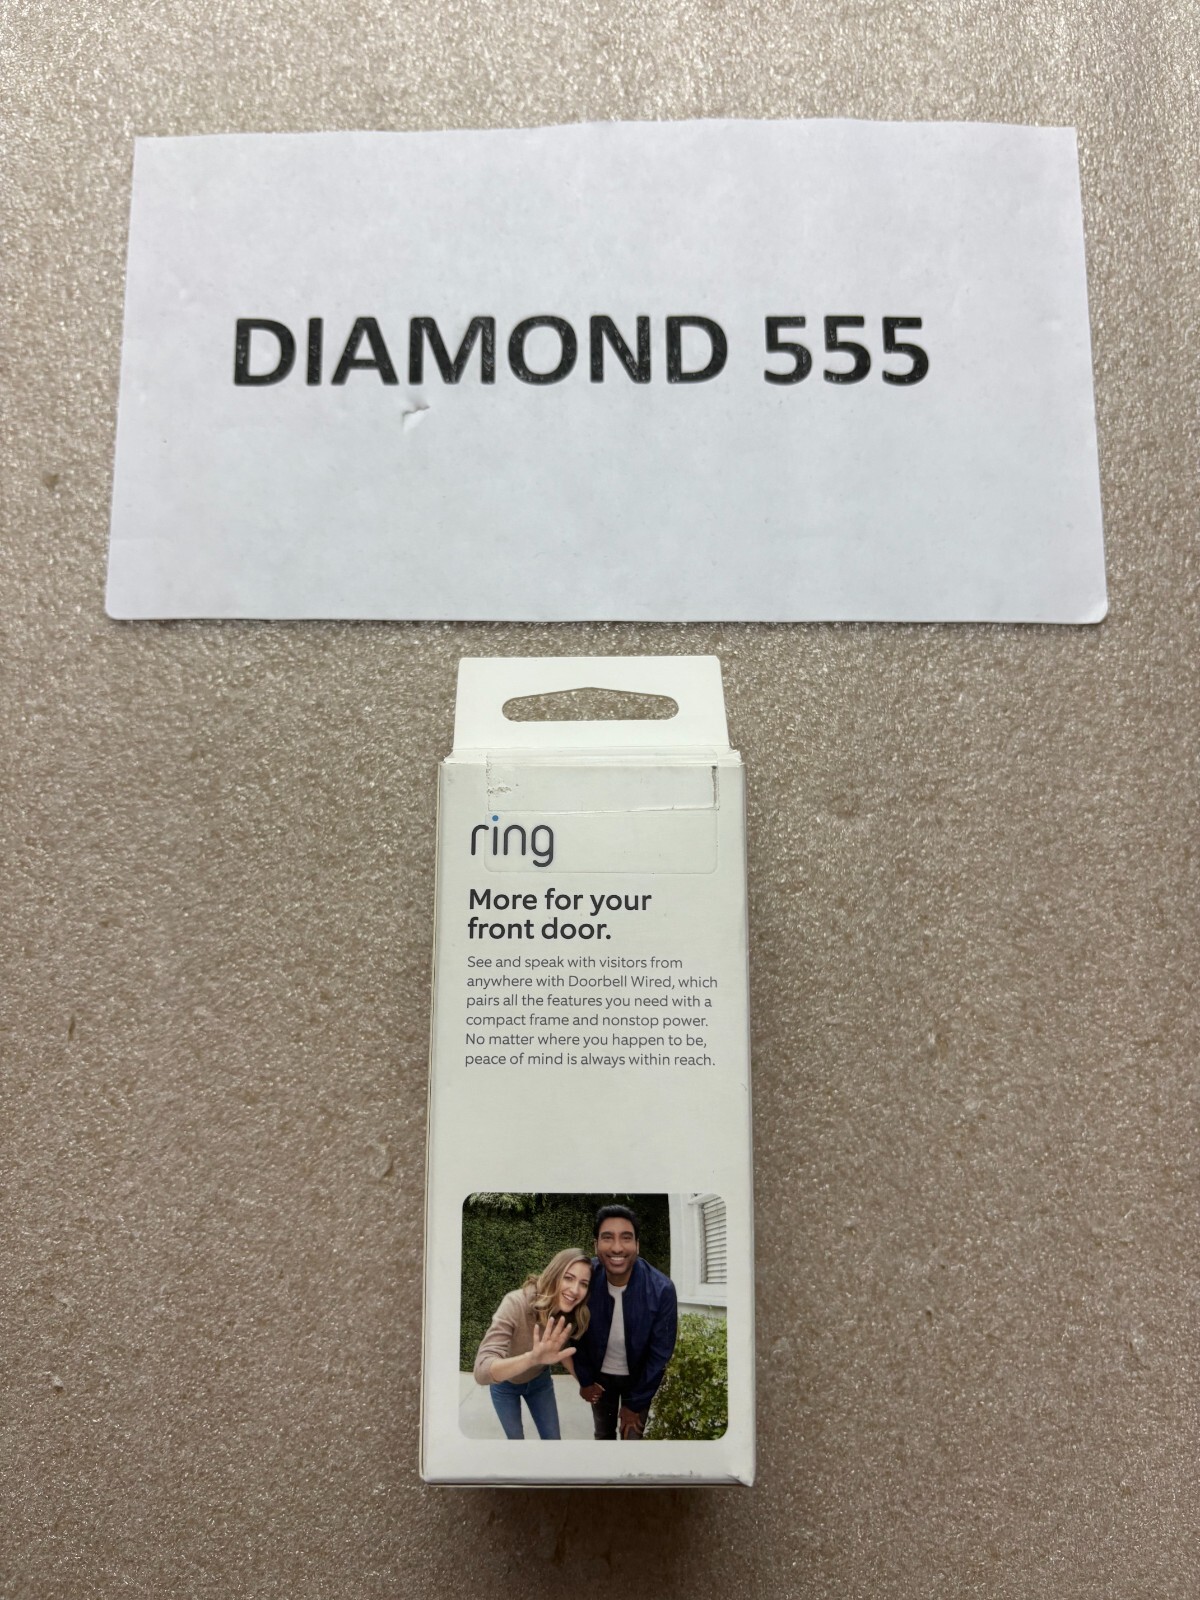 DIAMOND 555
ring
More for your
front door.
See and speak with visitors from
anywhere with Doorbell Wired, which
pairs all the features you need with a
compact frame and nonstop power.
No matter where you happen to be,
peace of mind is always within reach.